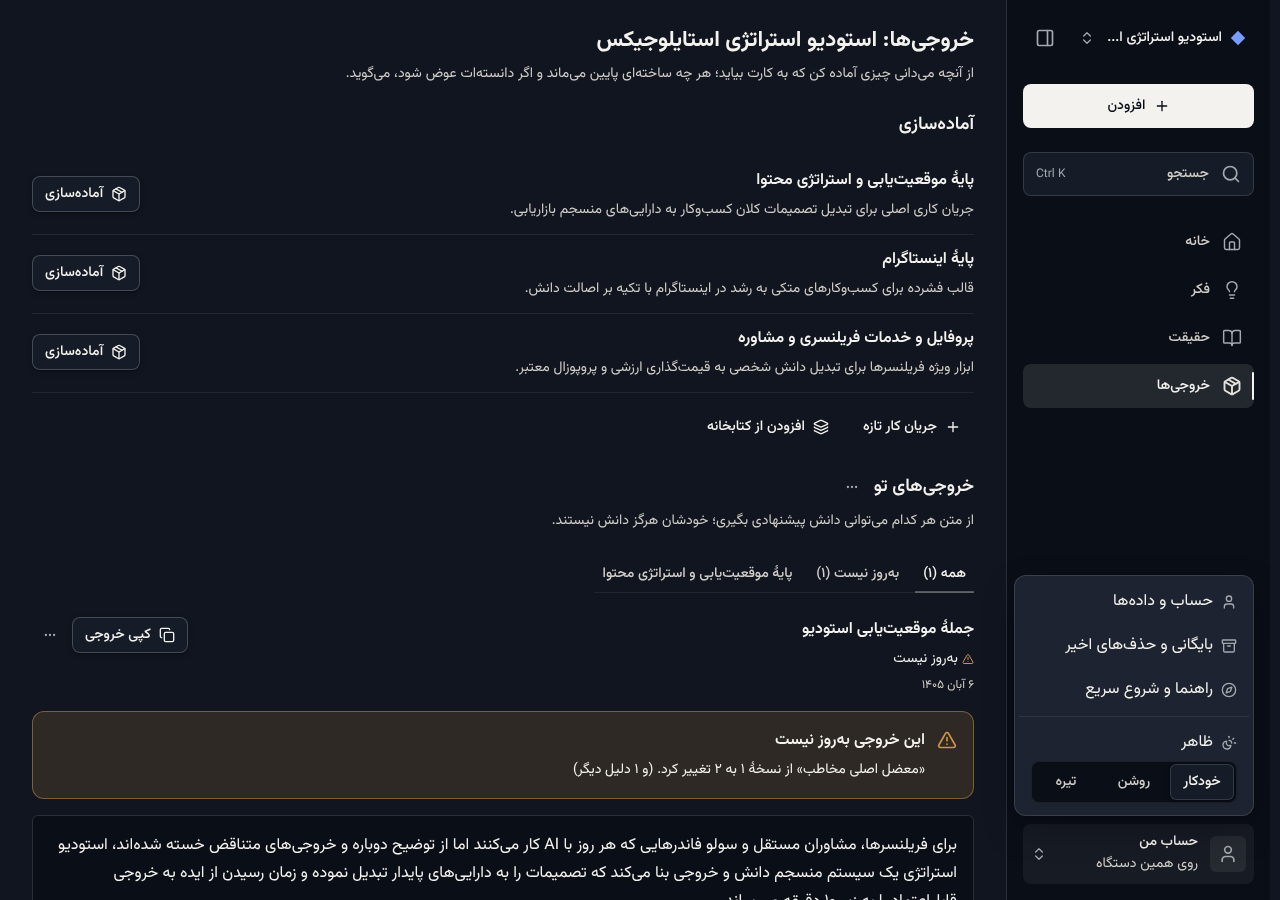 استودیو استراتژی ا...
افزودن
جستجو
Ctrl K
خانه
فکر
حقیقت
خروجی‌ها
حساب و داده‌ها
بایگانی و حذف‌های اخیر
راهنما و شروع سریع
ظاهر
خودکار
روشن
تیره
حساب من
روی همین دستگاه
خروجی‌ها: استودیو استراتژی استایلوجیکس
از آنچه می‌دانی چیزی آماده کن که به کارت بیاید؛ هر چه ساخته‌ای پایین می‌ماند و اگر دانسته‌ات عوض شود، می‌گوید.
آماده‌سازی
پایهٔ موقعیت‌یابی و استراتژی محتوا
جریان کاری اصلی برای تبدیل تصمیمات کلان کسب‌وکار به دارایی‌های منسجم بازاریابی.
آماده‌سازی
پایهٔ اینستاگرام
قالب فشرده برای کسب‌وکارهای متکی به رشد در اینستاگرام با تکیه بر اصالت دانش.
آماده‌سازی
پروفایل و خدمات فریلنسری و مشاوره
ابزار ویژه فریلنسرها برای تبدیل دانش شخصی به قیمت‌گذاری ارزشی و پروپوزال معتبر.
آماده‌سازی
جریان کار تازه
افزودن از کتابخانه
خروجی‌های تو
از متن هر کدام می‌توانی دانش پیشنهادی بگیری؛ خودشان هرگز دانش نیستند.
همه (۱)
به‌روز نیست (۱)
پایهٔ موقعیت‌یابی و استراتژی محتوا
جملهٔ موقعیت‌یابی استودیو
کپی خروجی
به‌روز نیست
۶ آبان ۱۴۰۵
این خروجی به‌روز نیست
«معضل اصلی مخاطب» از نسخهٔ ۱ به ۲ تغییر کرد. (و ۱ دلیل دیگر)
برای فریلنسرها، مشاوران مستقل و سولو فاندرهایی که هر روز با AI کار می‌کنند اما از توضیح دوباره و خروجی‌های متناقض خسته شده‌اند، استودیو
استراتژی یک سیستم منسجم دانش و خروجی بنا می‌کند که تصمیمات را به دارایی‌های پایدار تبدیل نموده و زمان رسیدن از ایده به خروجی